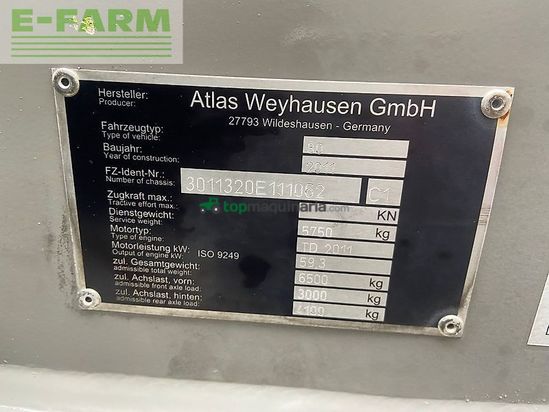 E-FARM
Hersteller:
Producer:
Atlas Weyhausen GmbH
27793 Wildeshausen - Germany
Fahrzeugtyp:
Type of vehicle:
80
Baujahr:
Year of construction:
2011
FZ-Ident-Nr.:
Number of chassis:
3011320E111062 C1
Zugkraft max.:
Tractive effort max.:
KN
Dienstgewicht:
Service weight:
5750 kg
Motortyp:
Type of engine:
TD 2011
Motorleistung kW: ISO 9249
Output of engine kW:
59,3
zul. Gesamtgewicht:
admissible total weight:
6500 kg
zul. Achslast, vorn:
admissible front axle load:
3000 kg
zul. Achslast, hinten:
admissible rear axle load:
4100 kg
topmaquinaria.com